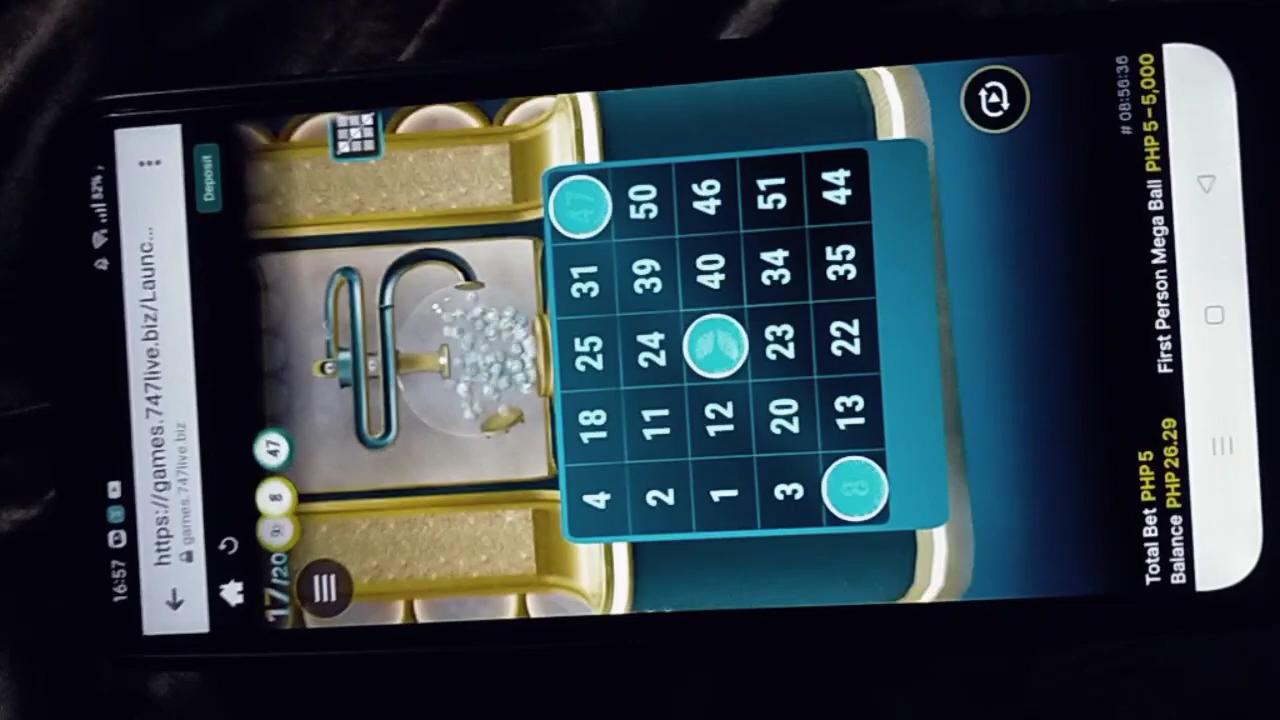 16:57 32%
https://games.747live.biz/Launc...
games.747live.biz
Deposit
17/20 9 8 47
4 18 25 31 47
2 11 24 39 50
1 12 40 46
3 20 23 34 51
8 13 22 35 44
# 08:56:36
Total Bet PHP 5
First Person Mega Ball PHP 5–5,000
Balance PHP 26.29